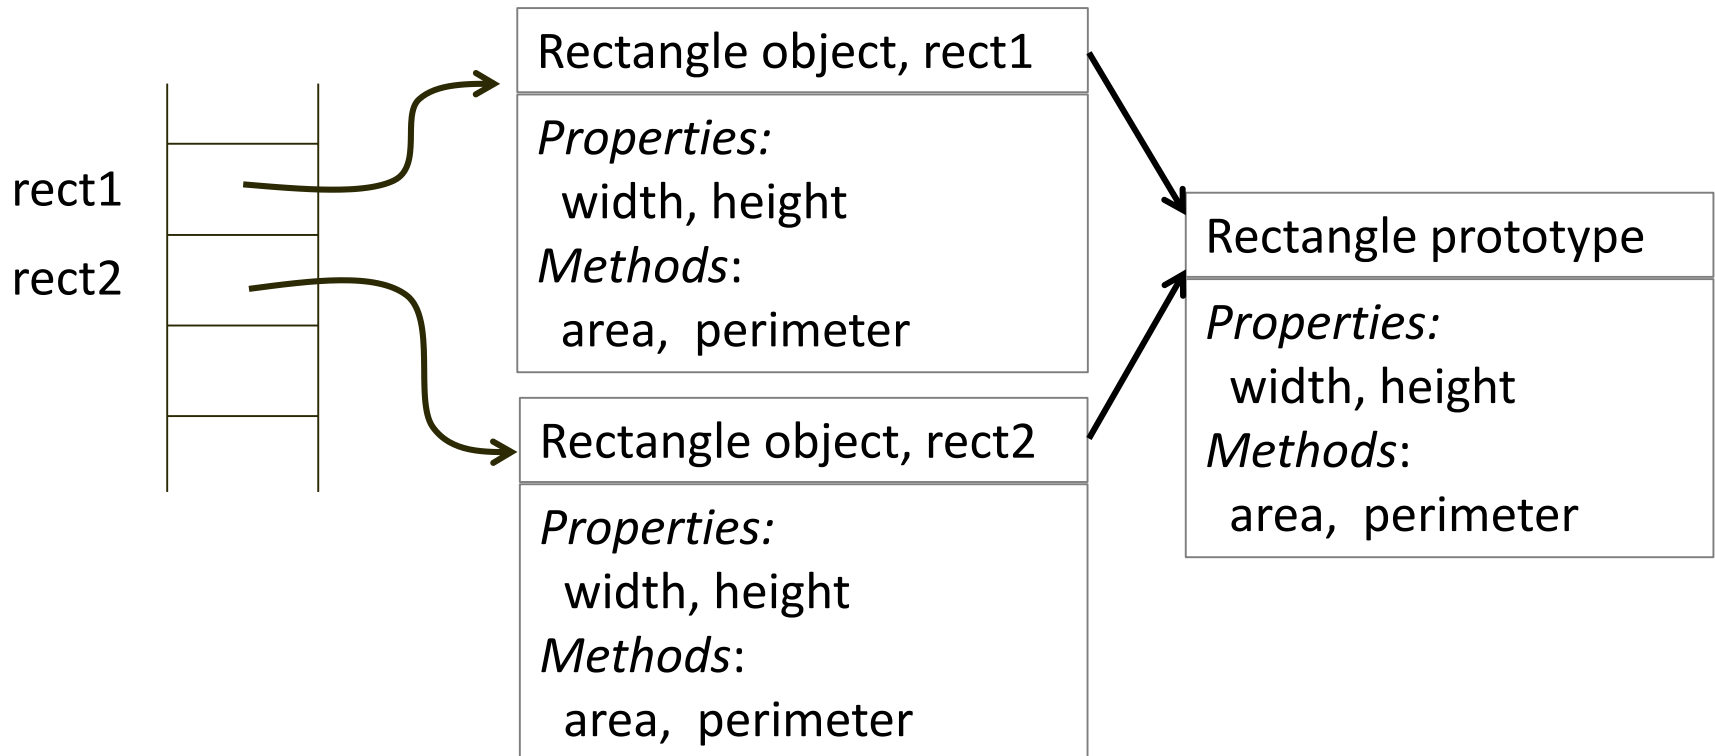 rect1
rect2
Rectangle object, rect1
Properties:
width, height
Methods:
area, perimeter
Rectangle object, rect2
Properties:
width, height
Methods:
area, perimeter
Rectangle prototype
Properties:
width, height
Methods:
area, perimeter